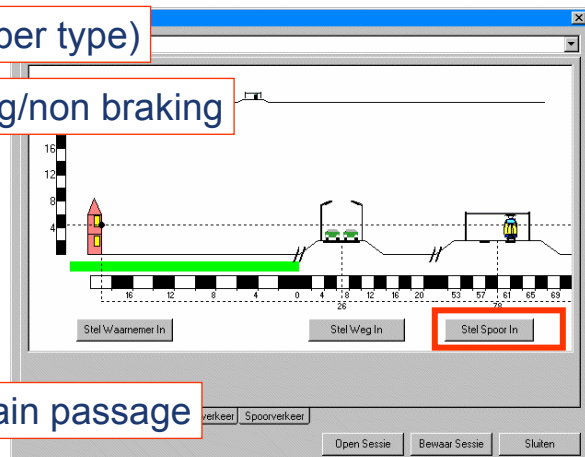 per type)
g/non braking
16
12
8
4
16 12 8 4 0 4 8 12 16 20 53 57 61 65 69
26 78
Stel Waarnemer In Stel Weg In Stel Spoor In
ain passage
verkeer Spoorverkeer
Open Sessie Bewaar Sessie Sluiten